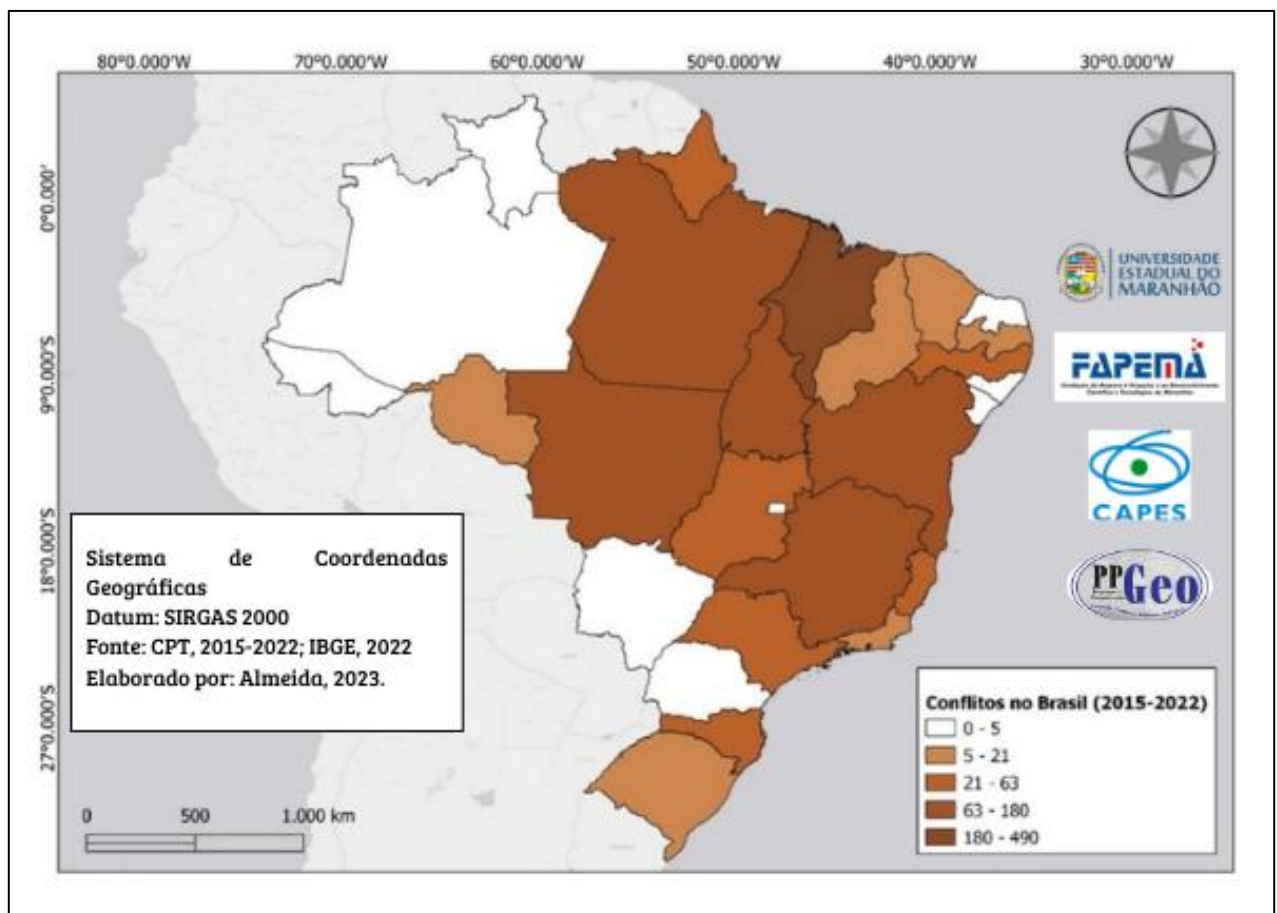 80°0.000'W 70°0.000'W 60°0.000'W 50°0.000'W 40°0.000'W 30°0.000'W
0°0.000'
9°0.000'S
18°0.000'S
27°0.000'S
UNIVERSIDADE
ESTADUAL DO
MARANHÃO
FAPEMA
CAPES
PPGeo
Sistema de Coordenadas
Geográficas
Datum: SIRGAS 2000
Fonte: CPT, 2015-2022; IBGE, 2022
Elaborado por: Almeida, 2023.
0 500 1.000 km
Conflitos no Brasil (2015-2022)
0 - 5
5 - 21
21 - 63
63 - 180
180 - 490